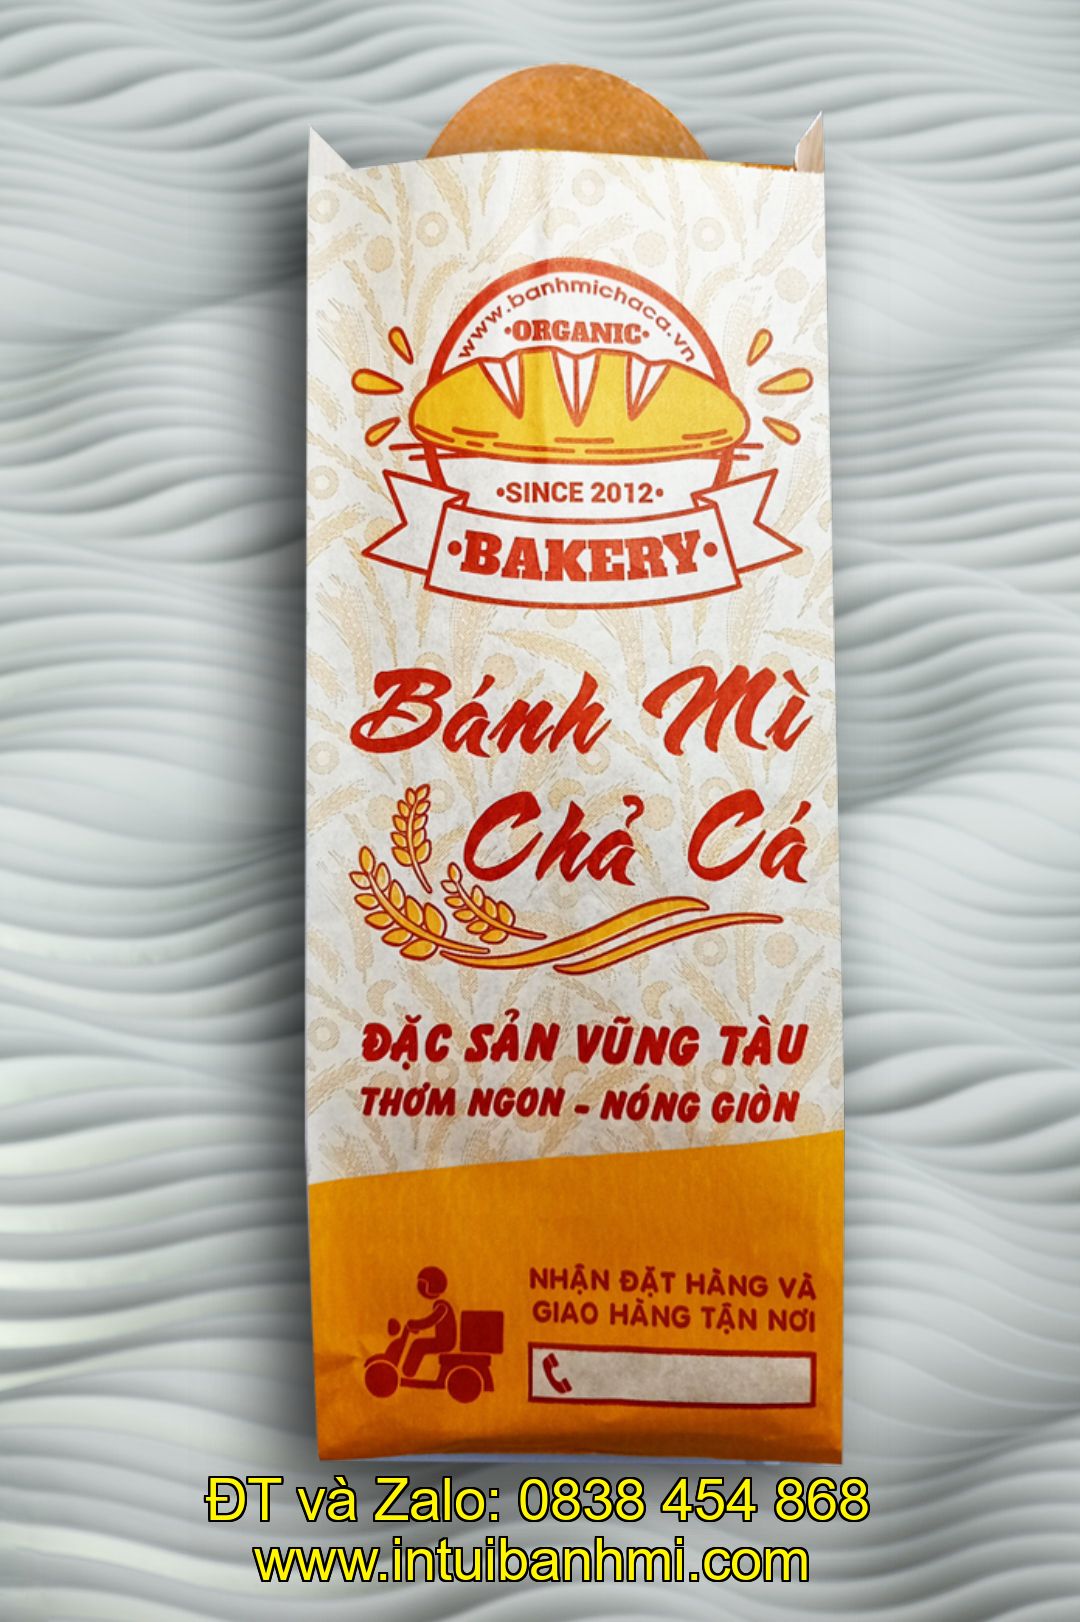 www.banhmichaca.vn
•ORGANIC•
•SINCE 2012•
•BAKERY•
Bánh Mì
Chả Cá
ĐẶC SẢN VŨNG TÀU
THƠM NGON - NÓNG GIÒN
NHẬN ĐẶT HÀNG VÀ
GIAO HÀNG TẬN NƠI
ĐT và Zalo: 0838 454 868
www.intuibanhmi.com